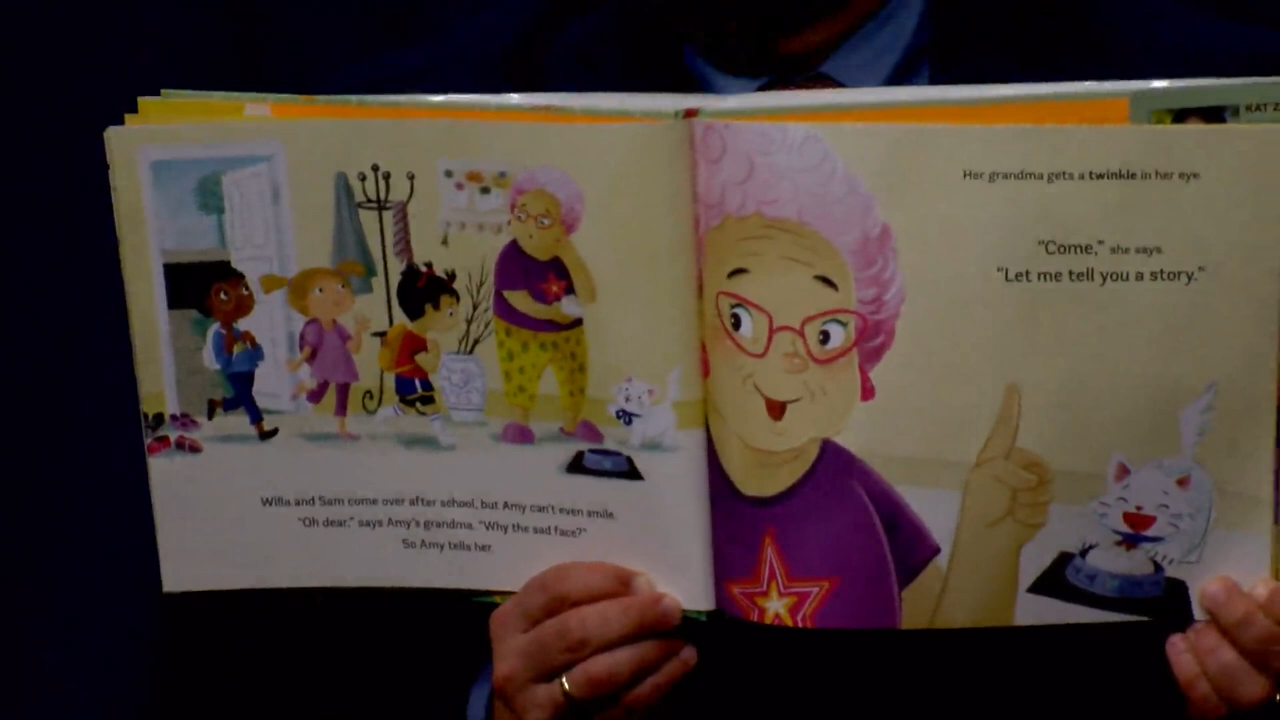 Willa and Sam come over after school, but Amy can't even smile.
"Oh dear," says Amy's grandma. "Why the sad face?"
So Amy tells her.
Her grandma gets a twinkle in her eye.
"Come," she says.
"Let me tell you a story."
KAT Z